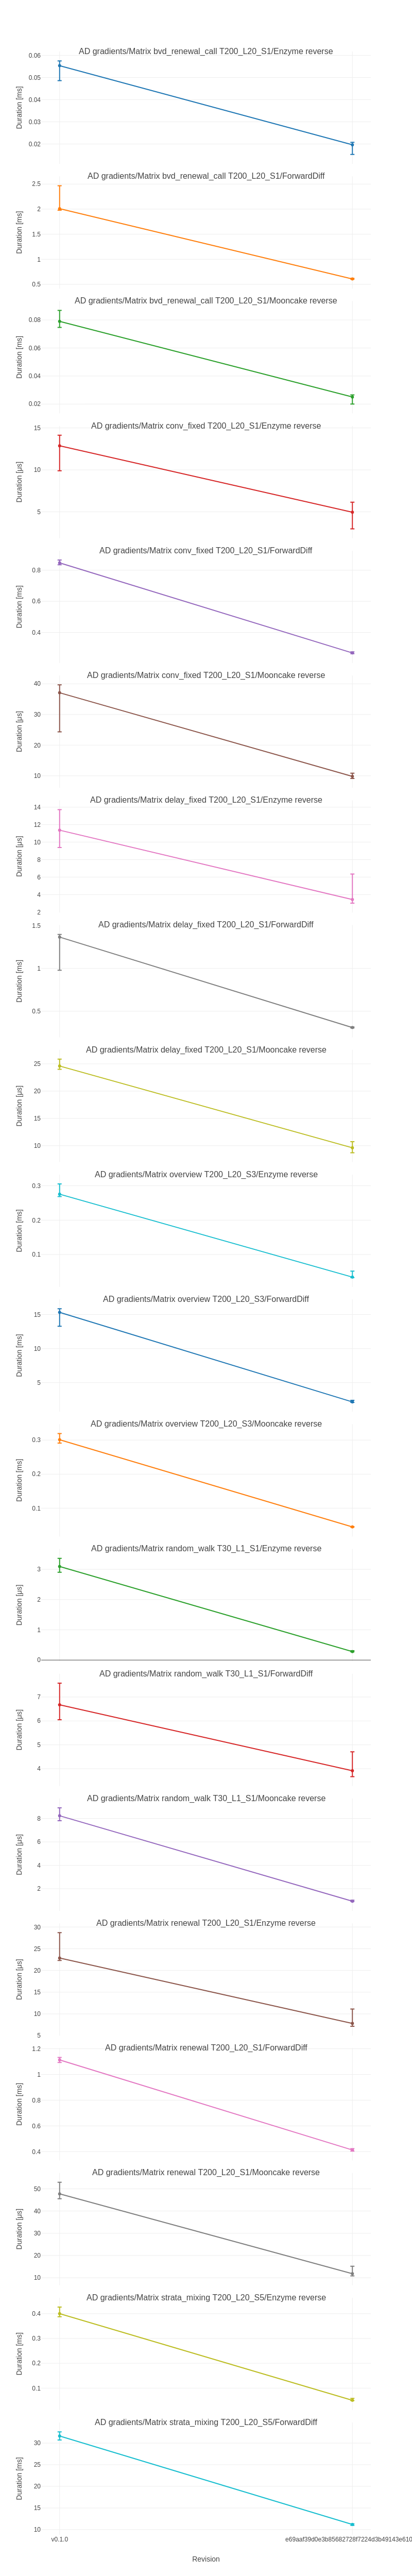 AD gradients/Matrix bvd_renewal_call T200_L20_S1/Enzyme reverse
0.06
0.05
0.04
0.03
0.02
Duration [ms]
AD gradients/Matrix bvd_renewal_call T200_L20_S1/ForwardDiff
2.5
2
1.5
1
0.5
Duration [ms]
AD gradients/Matrix bvd_renewal_call T200_L20_S1/Mooncake reverse
0.08
0.06
0.04
0.02
Duration [ms]
AD gradients/Matrix conv_fixed T200_L20_S1/Enzyme reverse
15
10
5
Duration [μs]
AD gradients/Matrix conv_fixed T200_L20_S1/ForwardDiff
0.8
0.6
0.4
Duration [ms]
AD gradients/Matrix conv_fixed T200_L20_S1/Mooncake reverse
40
30
20
10
Duration [μs]
AD gradients/Matrix delay_fixed T200_L20_S1/Enzyme reverse
14
12
10
8
6
4
2
Duration [μs]
AD gradients/Matrix delay_fixed T200_L20_S1/ForwardDiff
1.5
1
0.5
Duration [ms]
AD gradients/Matrix delay_fixed T200_L20_S1/Mooncake reverse
25
20
15
10
Duration [μs]
AD gradients/Matrix overview T200_L20_S3/Enzyme reverse
0.3
0.2
0.1
Duration [ms]
AD gradients/Matrix overview T200_L20_S3/ForwardDiff
15
10
5
Duration [ms]
AD gradients/Matrix overview T200_L20_S3/Mooncake reverse
0.3
0.2
0.1
Duration [ms]
AD gradients/Matrix random_walk T30_L1_S1/Enzyme reverse
3
2
1
0
Duration [μs]
AD gradients/Matrix random_walk T30_L1_S1/ForwardDiff
7
6
5
4
Duration [μs]
AD gradients/Matrix random_walk T30_L1_S1/Mooncake reverse
8
6
4
2
Duration [μs]
AD gradients/Matrix renewal T200_L20_S1/Enzyme reverse
30
25
20
15
10
5
Duration [μs]
AD gradients/Matrix renewal T200_L20_S1/ForwardDiff
1.2
1
0.8
0.6
0.4
Duration [ms]
AD gradients/Matrix renewal T200_L20_S1/Mooncake reverse
50
40
30
20
10
Duration [μs]
AD gradients/Matrix strata_mixing T200_L20_S5/Enzyme reverse
0.4
0.3
0.2
0.1
Duration [ms]
AD gradients/Matrix strata_mixing T200_L20_S5/ForwardDiff
30
25
20
15
10
Duration [ms]
v0.1.0
e69aaf39d0e3b85682728f7224d3b49143e610
Revision